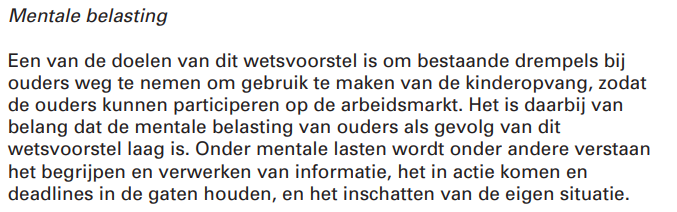 Mentale belasting
Een van de doelen van dit wetsvoorstel is om bestaande drempels bij
ouders weg te nemen om gebruik te maken van de kinderopvang, zodat
de ouders kunnen participeren op de arbeidsmarkt. Het is daarbij van
belang dat de mentale belasting van ouders als gevolg van dit
wetsvoorstel laag is. Onder mentale lasten wordt onder andere verstaan
het begrijpen en verwerken van informatie, het in actie komen en
deadlines in de gaten houden, en het inschatten van de eigen situatie.